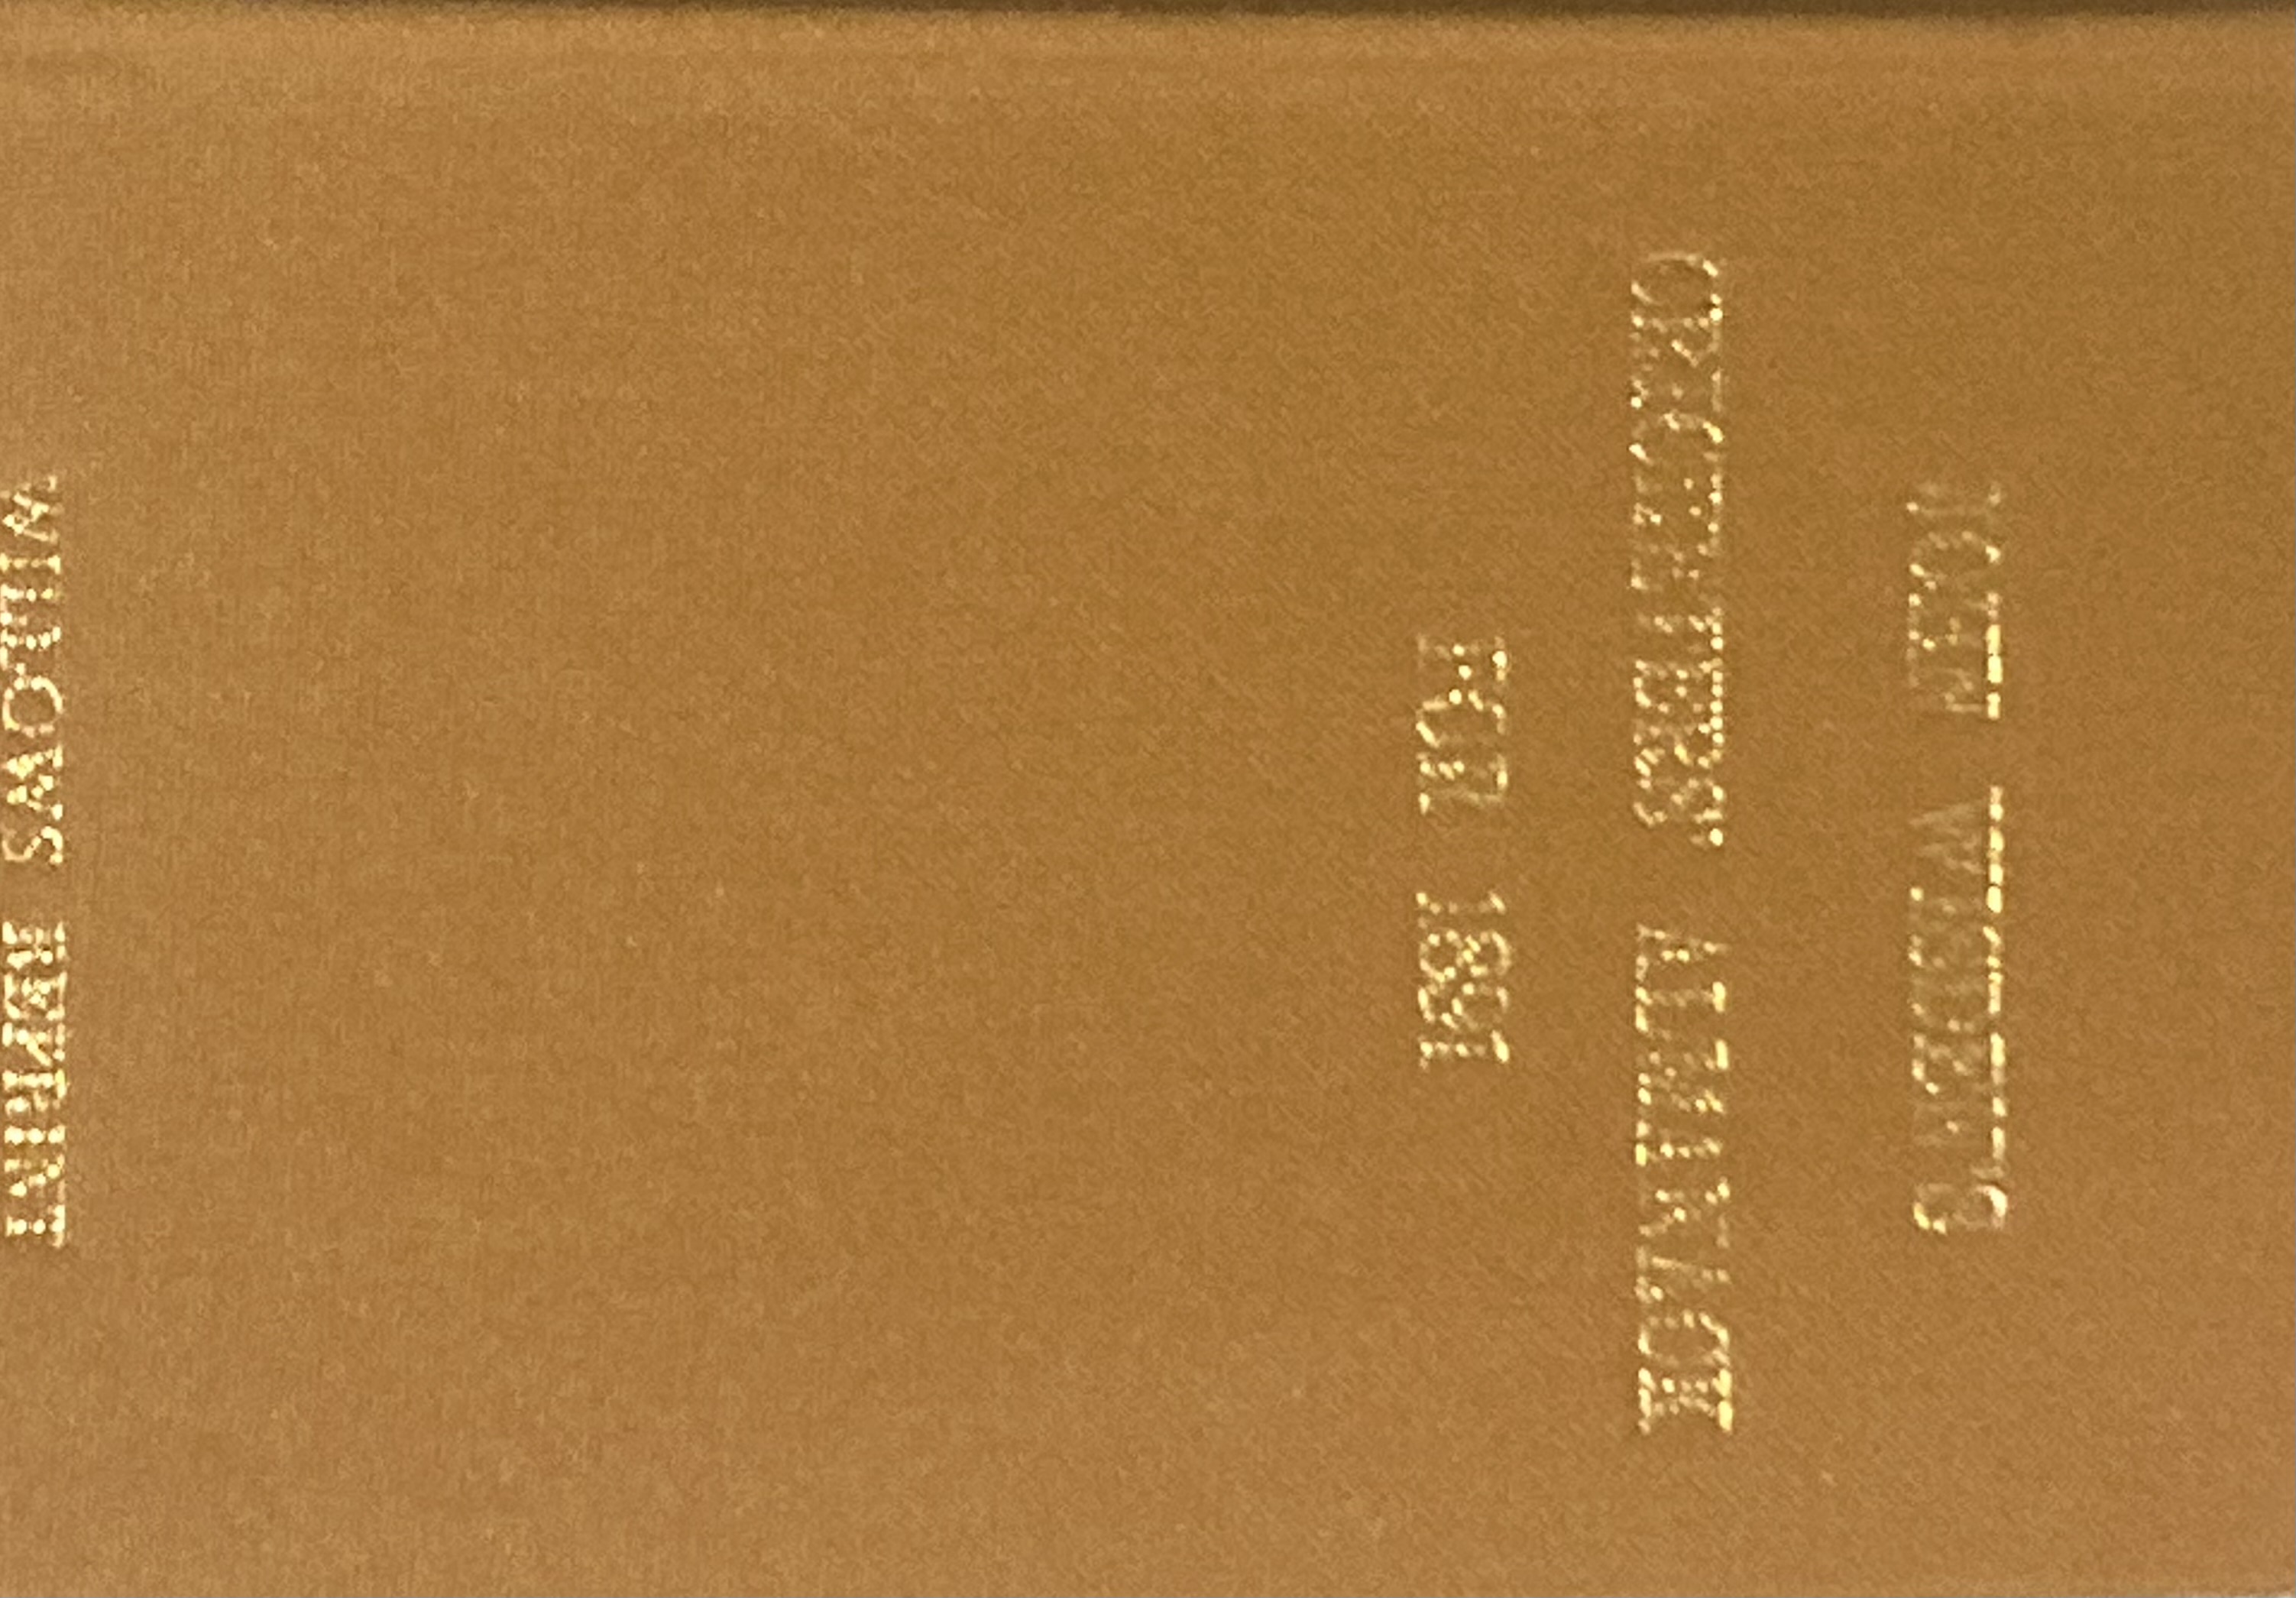 JOHN WISDEN'S
CRICKETERS' ALMANACK
FOR 1881
WILLOWS REPRINT